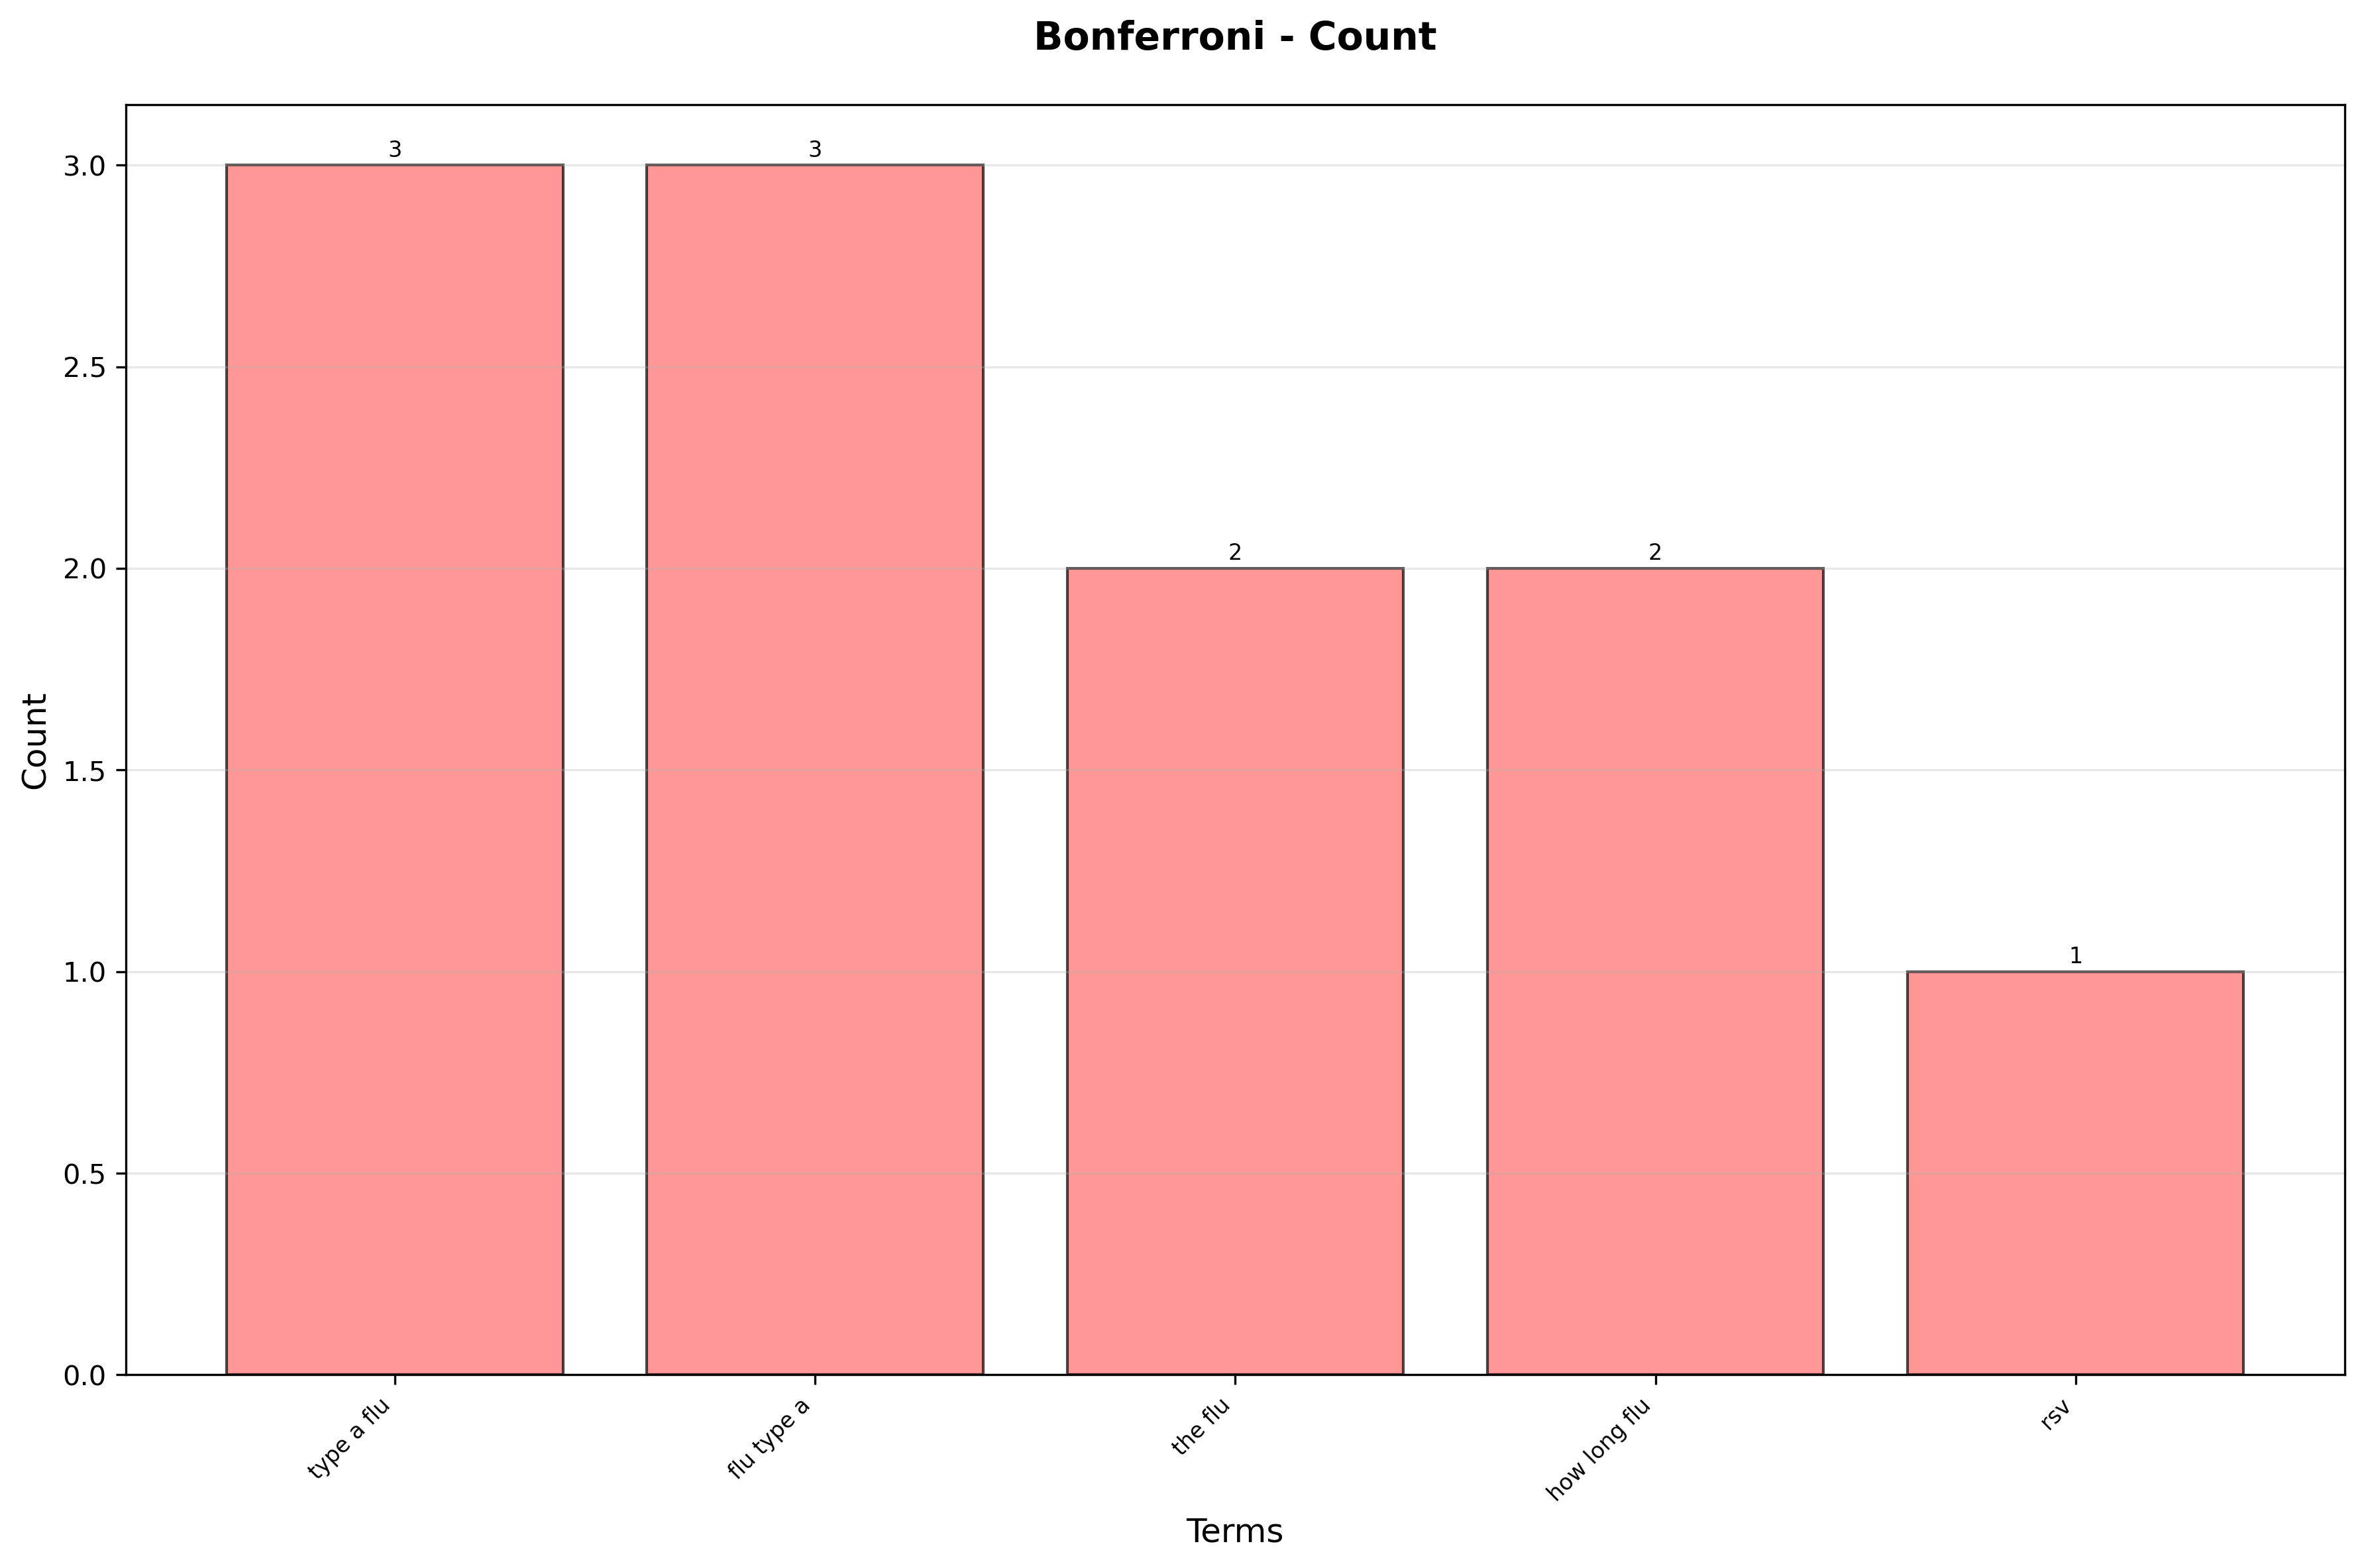 Bonferroni - Count
3
3
3.0
2.5
2
2
2.0
Count
1.5
1
1.0
0.5
0.0
type a flu
flu type a
the flu
how long flu
rsv
Terms